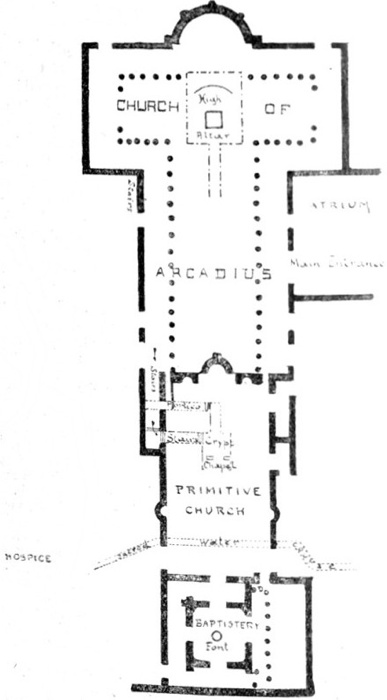 CHURCH OF
High
Altar
Stairs
ATRIUM
Main Entrance
ARCADIUS
Stairs
Crypt
Chapel
PRIMITIVE
CHURCH
Water
HOSPICE
BAPTISTERY
Font